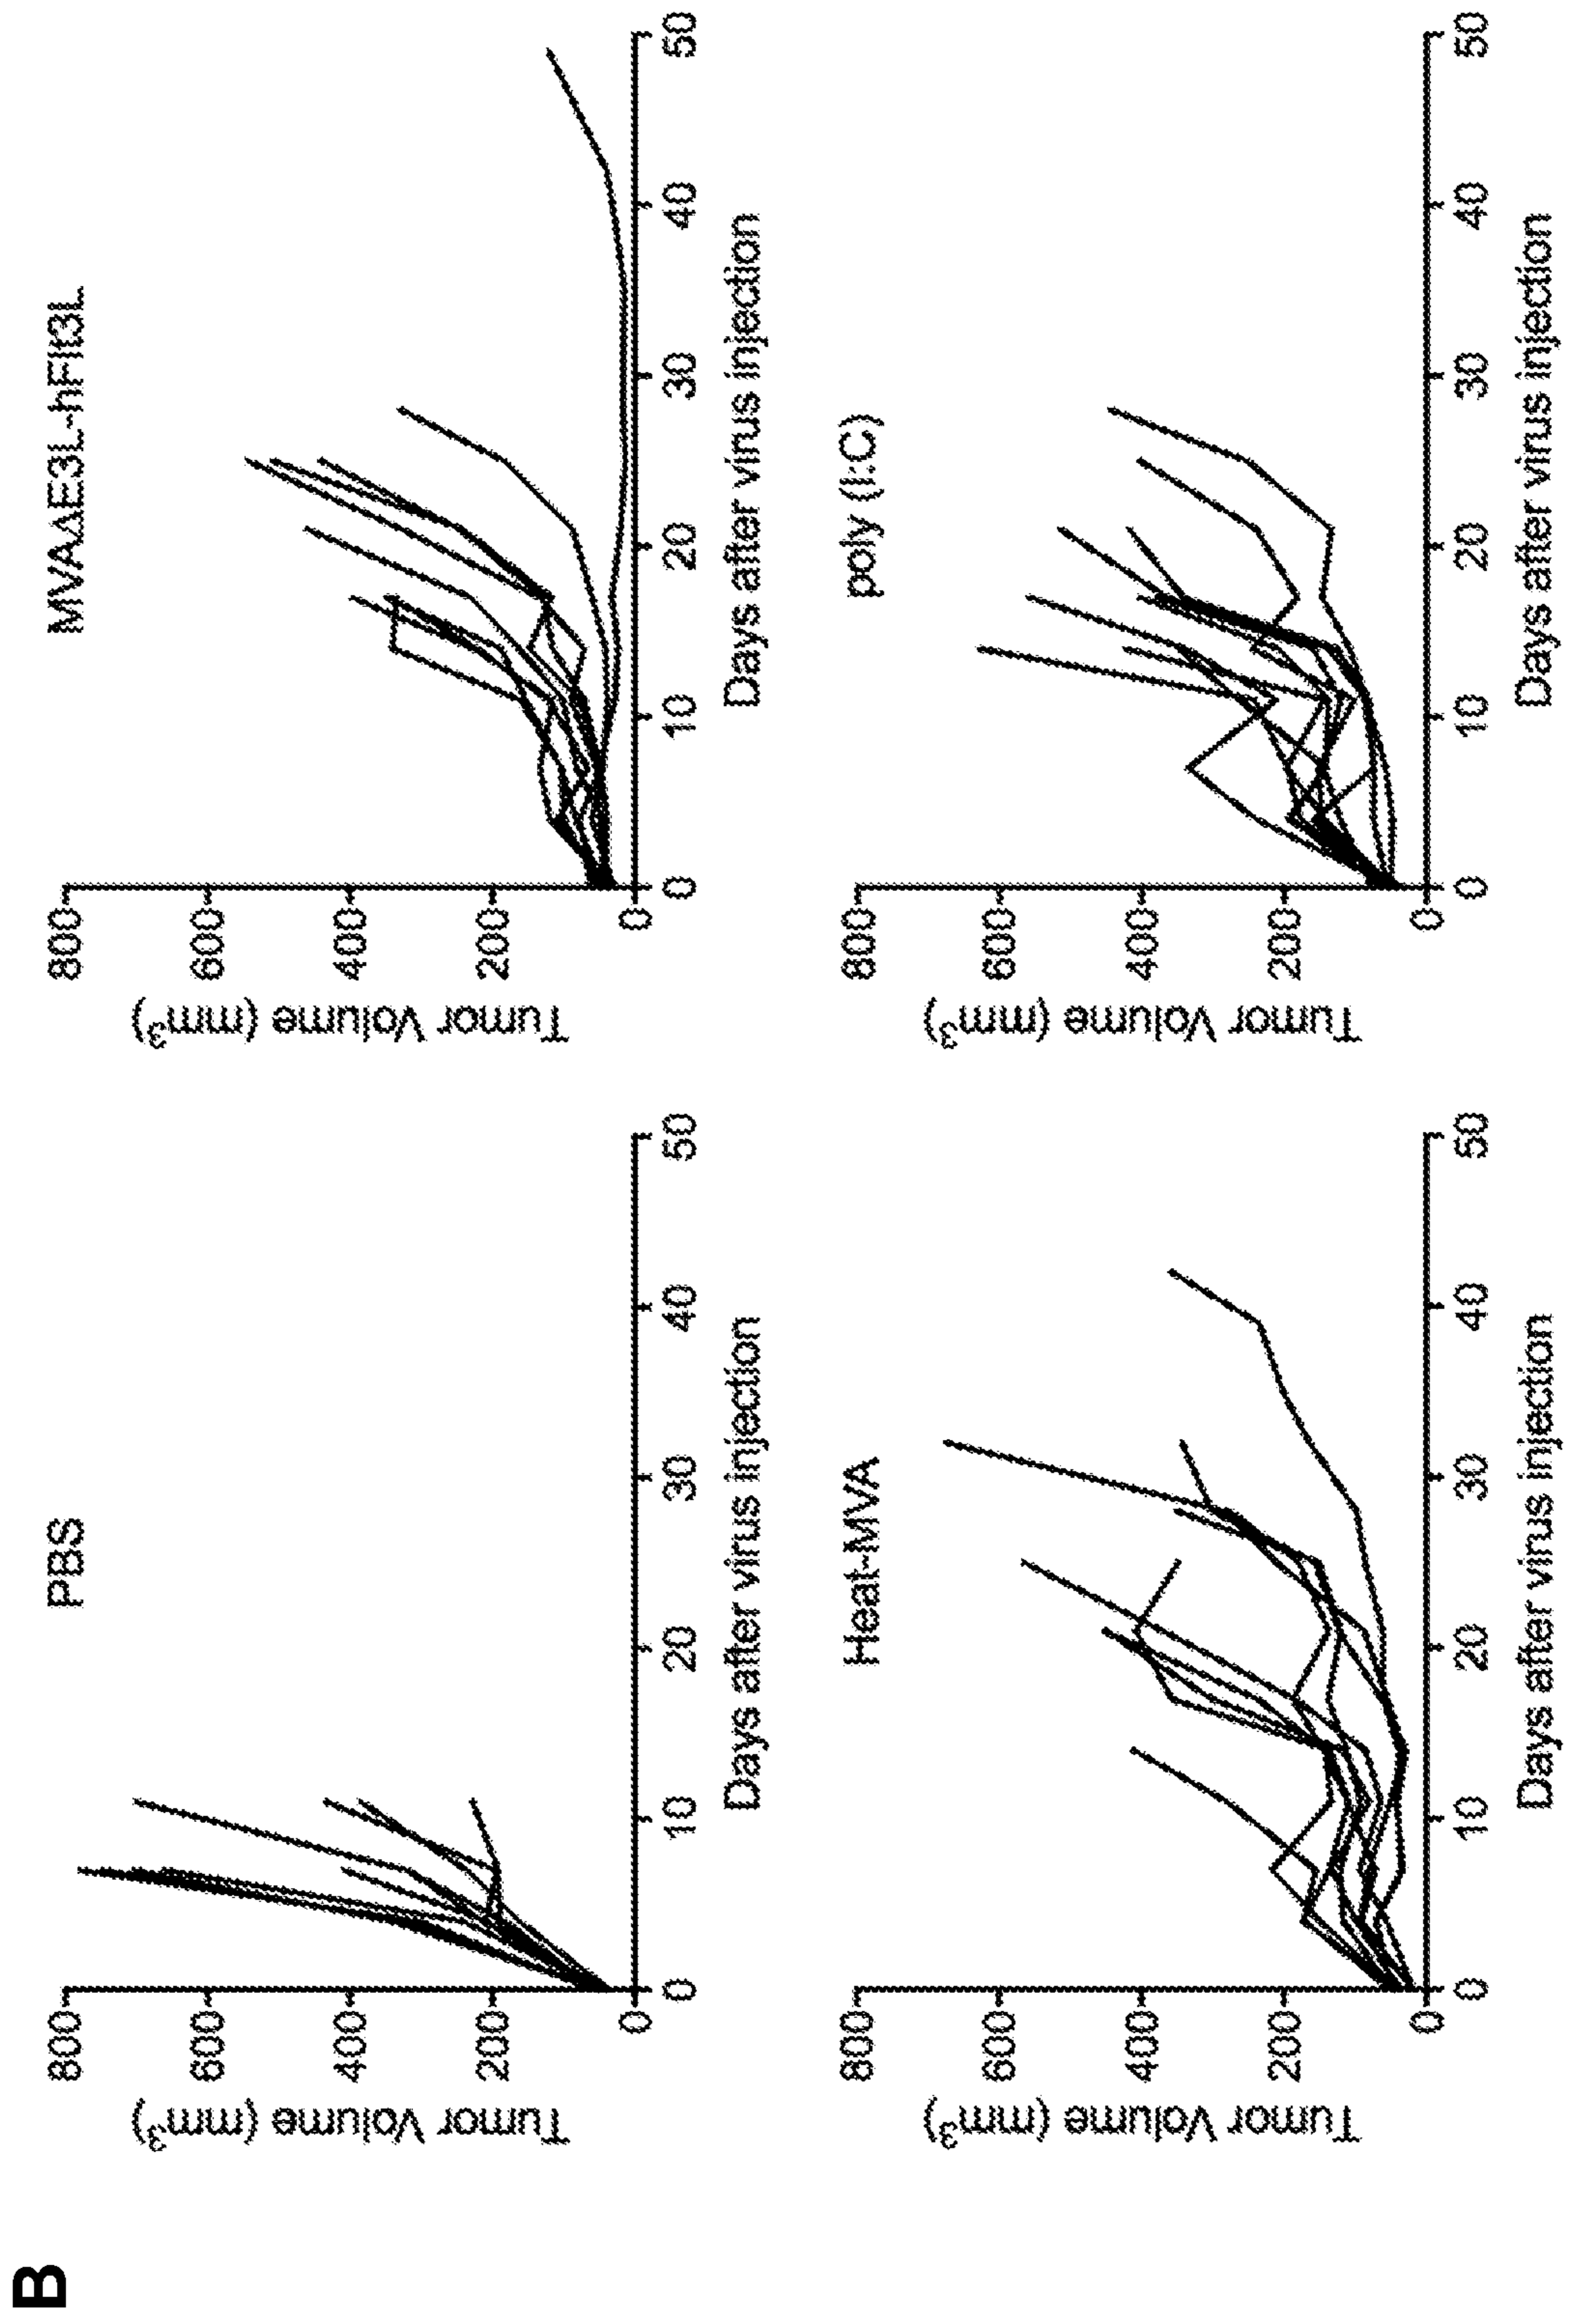 B
PBS
800
600
400
200
0
Tumor Volume (mm³)
0 10 20 30 40 50
Days after virus injection
MVAΔE3L-hFlt3L
800
600
400
200
0
Tumor Volume (mm³)
0 10 20 30 40 50
Days after virus injection
Heat-MVA
800
600
400
200
0
Tumor Volume (mm³)
0 10 20 30 40 50
Days after virus injection
poly (I:C)
800
600
400
200
0
Tumor Volume (mm³)
0 10 20 30 40 50
Days after virus injection